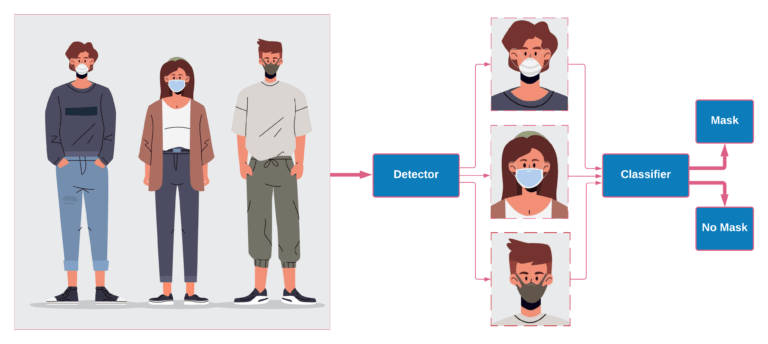 Detector
Classifier
Mask
No Mask